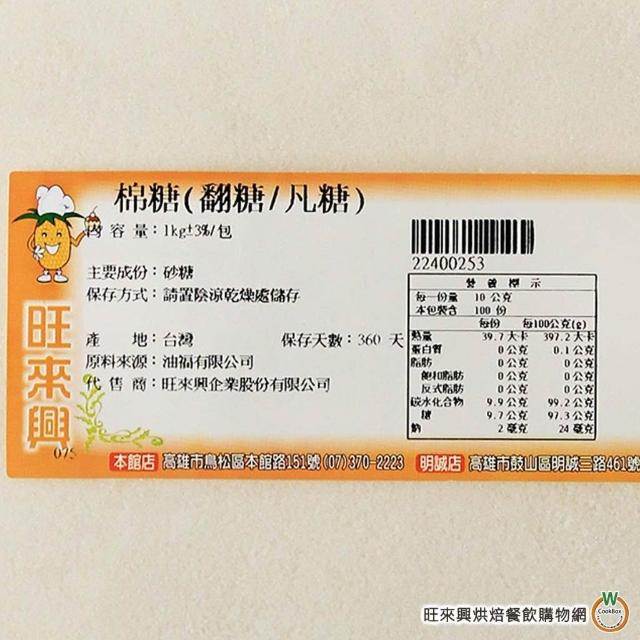 棉糖(翻糖/凡糖)
內 容 量：1kg±3%/包
主要成份：砂糖
保存方式：請置陰涼乾燥處儲存
產　　地：台灣　保存天數：360 天
原料來源：油福有限公司
代 售 商：旺來興企業股份有限公司
旺來興
075
22400253
營 養 標 示
每一份量 10 公克
本包裝含 100 份
每份 每100公克(g)
熱量 39.7 大卡 397.2 大卡
蛋白質 0 公克 0.1 公克
脂肪 0 公克 0 公克
飽和脂肪 0 公克 0 公克
反式脂肪 0 公克 0 公克
碳水化合物 9.9 公克 99.2 公克
糖 9.7 公克 97.3 公克
鈉 2 毫克 24 毫克
本館店 高雄市鳥松區本館路151號 (07)370-2223 明誠店 高雄市鼓山區明誠三路461號
旺來興烘焙餐飲購物網
W
CookBox